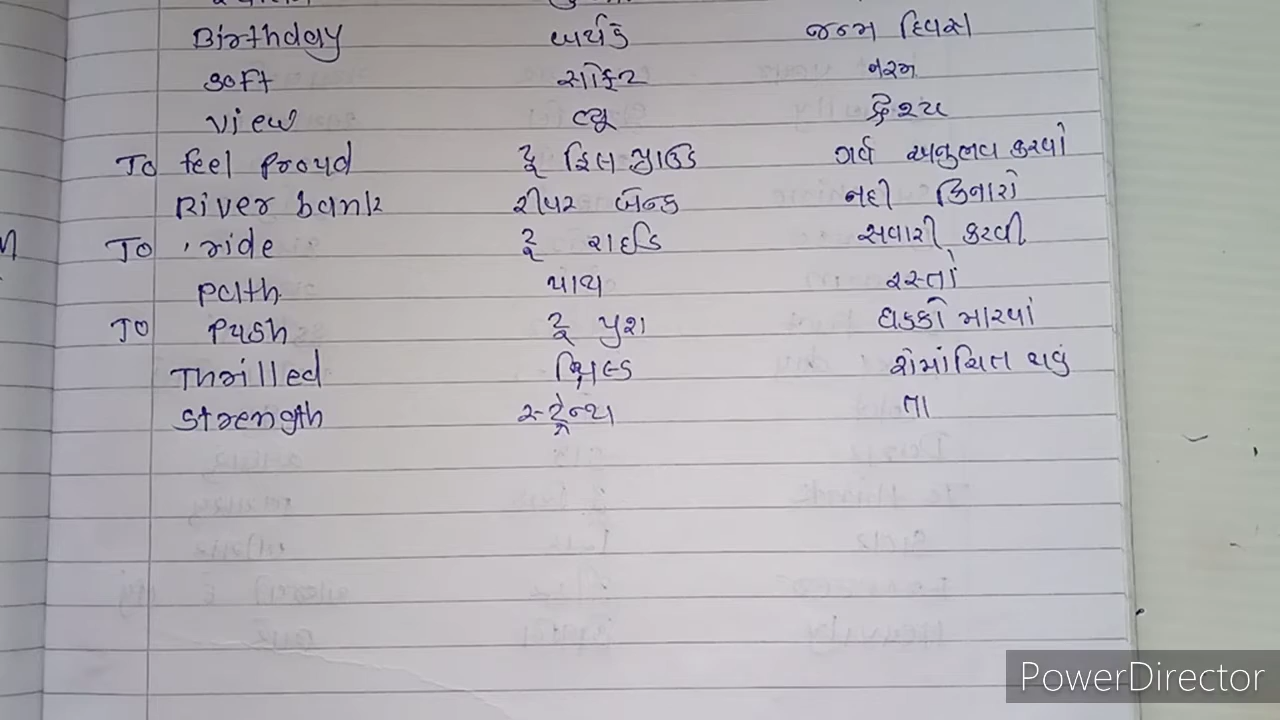 Birthday બર્થડે જન્મ દિવસ
soft સોફ્ટ નરમ
view વ્યૂ દ્રશ્ય
To feel proud ટૂ ફિલ પ્રાઉડ ગર્વ અનુભવ કરવો
River bank રીવર બેન્ક નદી કિનારો
To ride ટૂ રાઈડ સવારી કરવી
path પાથ રસ્તો
To push ટૂ પુશ ધક્કો મારવાં
Thrilled થ્રિલ્ડ રોમાંચિત થવું
strength સ્ટ્રેન્થ તા
PowerDirector